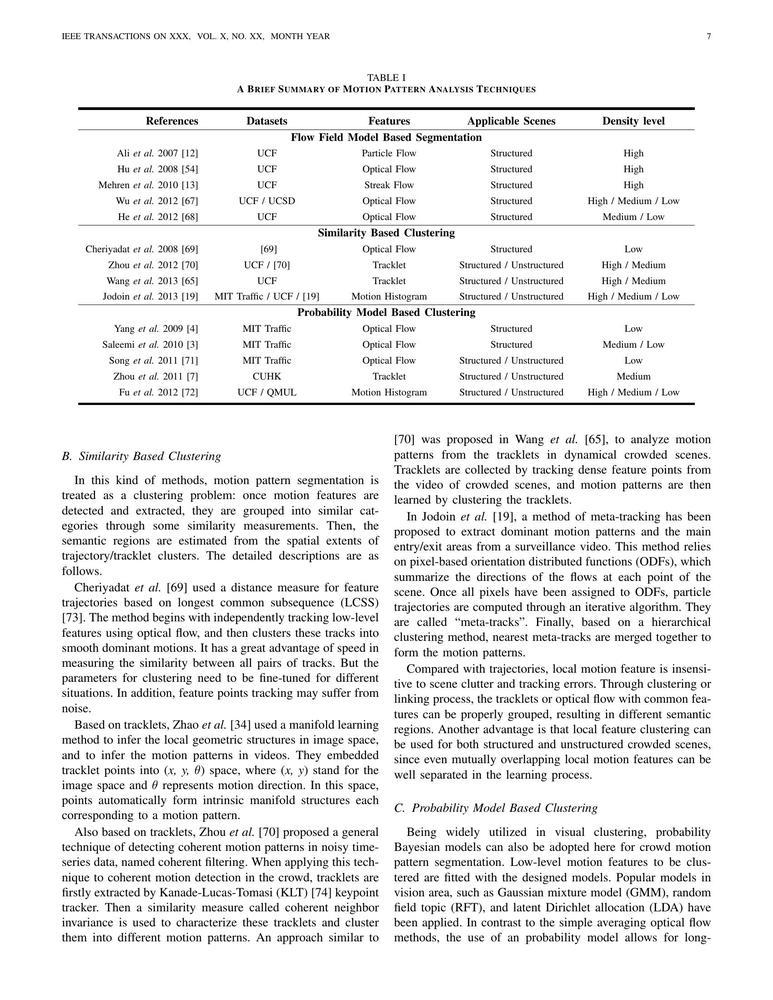 IEEE TRANSACTIONS ON XXX, VOL. X, NO. XX, MONTH YEAR 7
TABLE I
A BRIEF SUMMARY OF MOTION PATTERN ANALYSIS TECHNIQUES
References Datasets Features Applicable Scenes Density level
Flow Field Model Based Segmentation
Ali et al. 2007 [12] UCF Particle Flow Structured High
Hu et al. 2008 [54] UCF Optical Flow Structured High
Mehren et al. 2010 [13] UCF Streak Flow Structured High
Wu et al. 2012 [67] UCF / UCSD Optical Flow Structured High / Medium / Low
He et al. 2012 [68] UCF Optical Flow Structured Medium / Low
Similarity Based Clustering
Cheriyadat et al. 2008 [69] [69] Optical Flow Structured Low
Zhou et al. 2012 [70] UCF / [70] Tracklet Structured / Unstructured High / Medium
Wang et al. 2013 [65] UCF Tracklet Structured / Unstructured High / Medium
Jodoin et al. 2013 [19] MIT Traffic / UCF / [19] Motion Histogram Structured / Unstructured High / Medium / Low
Probability Model Based Clustering
Yang et al. 2009 [4] MIT Traffic Optical Flow Structured Low
Saleemi et al. 2010 [3] MIT Traffic Optical Flow Structured Medium / Low
Song et al. 2011 [71] MIT Traffic Optical Flow Structured / Unstructured Low
Zhou et al. 2011 [7] CUHK Tracklet Structured / Unstructured Medium
Fu et al. 2012 [72] UCF / QMUL Motion Histogram Structured / Unstructured High / Medium / Low
B. Similarity Based Clustering
In this kind of methods, motion pattern segmentation is
treated as a clustering problem: once motion features are
detected and extracted, they are grouped into similar cat-
egories through some similarity measurements. Then, the
semantic regions are estimated from the spatial extents of
trajectory/tracklet clusters. The detailed descriptions are as
follows.
Cheriyadat et al. [69] used a distance measure for feature
trajectories based on longest common subsequence (LCSS)
[73]. The method begins with independently tracking low-level
features using optical flow, and then clusters these tracks into
smooth dominant motions. It has a great advantage of speed in
measuring the similarity between all pairs of tracks. But the
parameters for clustering need to be fine-tuned for different
situations. In addition, feature points tracking may suffer from
noise.
Based on tracklets, Zhao et al. [34] used a manifold learning
method to infer the local geometric structures in image space,
and to infer the motion patterns in videos. They embedded
tracklet points into (x, y, θ) space, where (x, y) stand for the
image space and θ represents motion direction. In this space,
points automatically form intrinsic manifold structures each
corresponding to a motion pattern.
Also based on tracklets, Zhou et al. [70] proposed a general
technique of detecting coherent motion patterns in noisy time-
series data, named coherent filtering. When applying this tech-
nique to coherent motion detection in the crowd, tracklets are
firstly extracted by Kanade-Lucas-Tomasi (KLT) [74] keypoint
tracker. Then a similarity measure called coherent neighbor
invariance is used to characterize these tracklets and cluster
them into different motion patterns. An approach similar to
[70] was proposed in Wang et al. [65], to analyze motion
patterns from the tracklets in dynamical crowded scenes.
Tracklets are collected by tracking dense feature points from
the video of crowded scenes, and motion patterns are then
learned by clustering the tracklets.
In Jodoin et al. [19], a method of meta-tracking has been
proposed to extract dominant motion patterns and the main
entry/exit areas from a surveillance video. This method relies
on pixel-based orientation distributed functions (ODFs), which
summarize the directions of the flows at each point of the
scene. Once all pixels have been assigned to ODFs, particle
trajectories are computed through an iterative algorithm. They
are called “meta-tracks”. Finally, based on a hierarchical
clustering method, nearest meta-tracks are merged together to
form the motion patterns.
Compared with trajectories, local motion feature is insensi-
tive to scene clutter and tracking errors. Through clustering or
linking process, the tracklets or optical flow with common fea-
tures can be properly grouped, resulting in different semantic
regions. Another advantage is that local feature clustering can
be used for both structured and unstructured crowded scenes,
since even mutually overlapping local motion features can be
well separated in the learning process.
C. Probability Model Based Clustering
Being widely utilized in visual clustering, probability
Bayesian models can also be adopted here for crowd motion
pattern segmentation. Low-level motion features to be clus-
tered are fitted with the designed models. Popular models in
vision area, such as Gaussian mixture model (GMM), random
field topic (RFT), and latent Dirichlet allocation (LDA) have
been applied. In contrast to the simple averaging optical flow
methods, the use of an probability model allows for long-